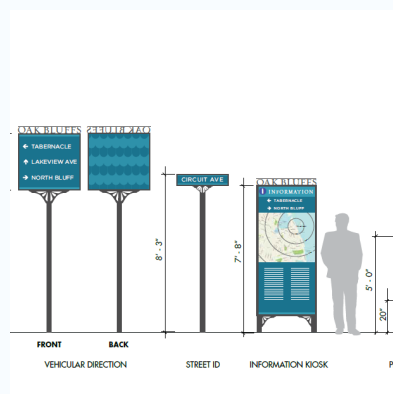 OAK BLUFFS
← TABERNACLE
↑ LAKEVIEW AVE
→ NORTH BLUFF
OAK BLUFFS
CIRCUIT AVE
8' - 3"
OAK BLUFFS
i INFORMATION
← TABERNACLE
→ NORTH BLUFF
7' - 8"
5' - 0"
20"
FRONT
BACK
VEHICULAR DIRECTION
STREET ID
INFORMATION KIOSK
P